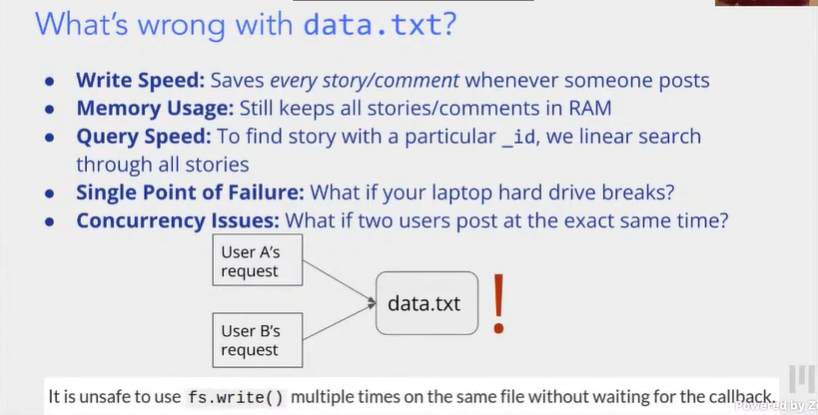 What's wrong with data.txt?
● Write Speed: Saves every story/comment whenever someone posts
● Memory Usage: Still keeps all stories/comments in RAM
● Query Speed: To find story with a particular _id, we linear search
through all stories
● Single Point of Failure: What if your laptop hard drive breaks?
● Concurrency Issues: What if two users post at the exact same time?
User A's
request
data.txt
!
User B's
request
It is unsafe to use fs.write() multiple times on the same file without waiting for the callback.
Powered by Z